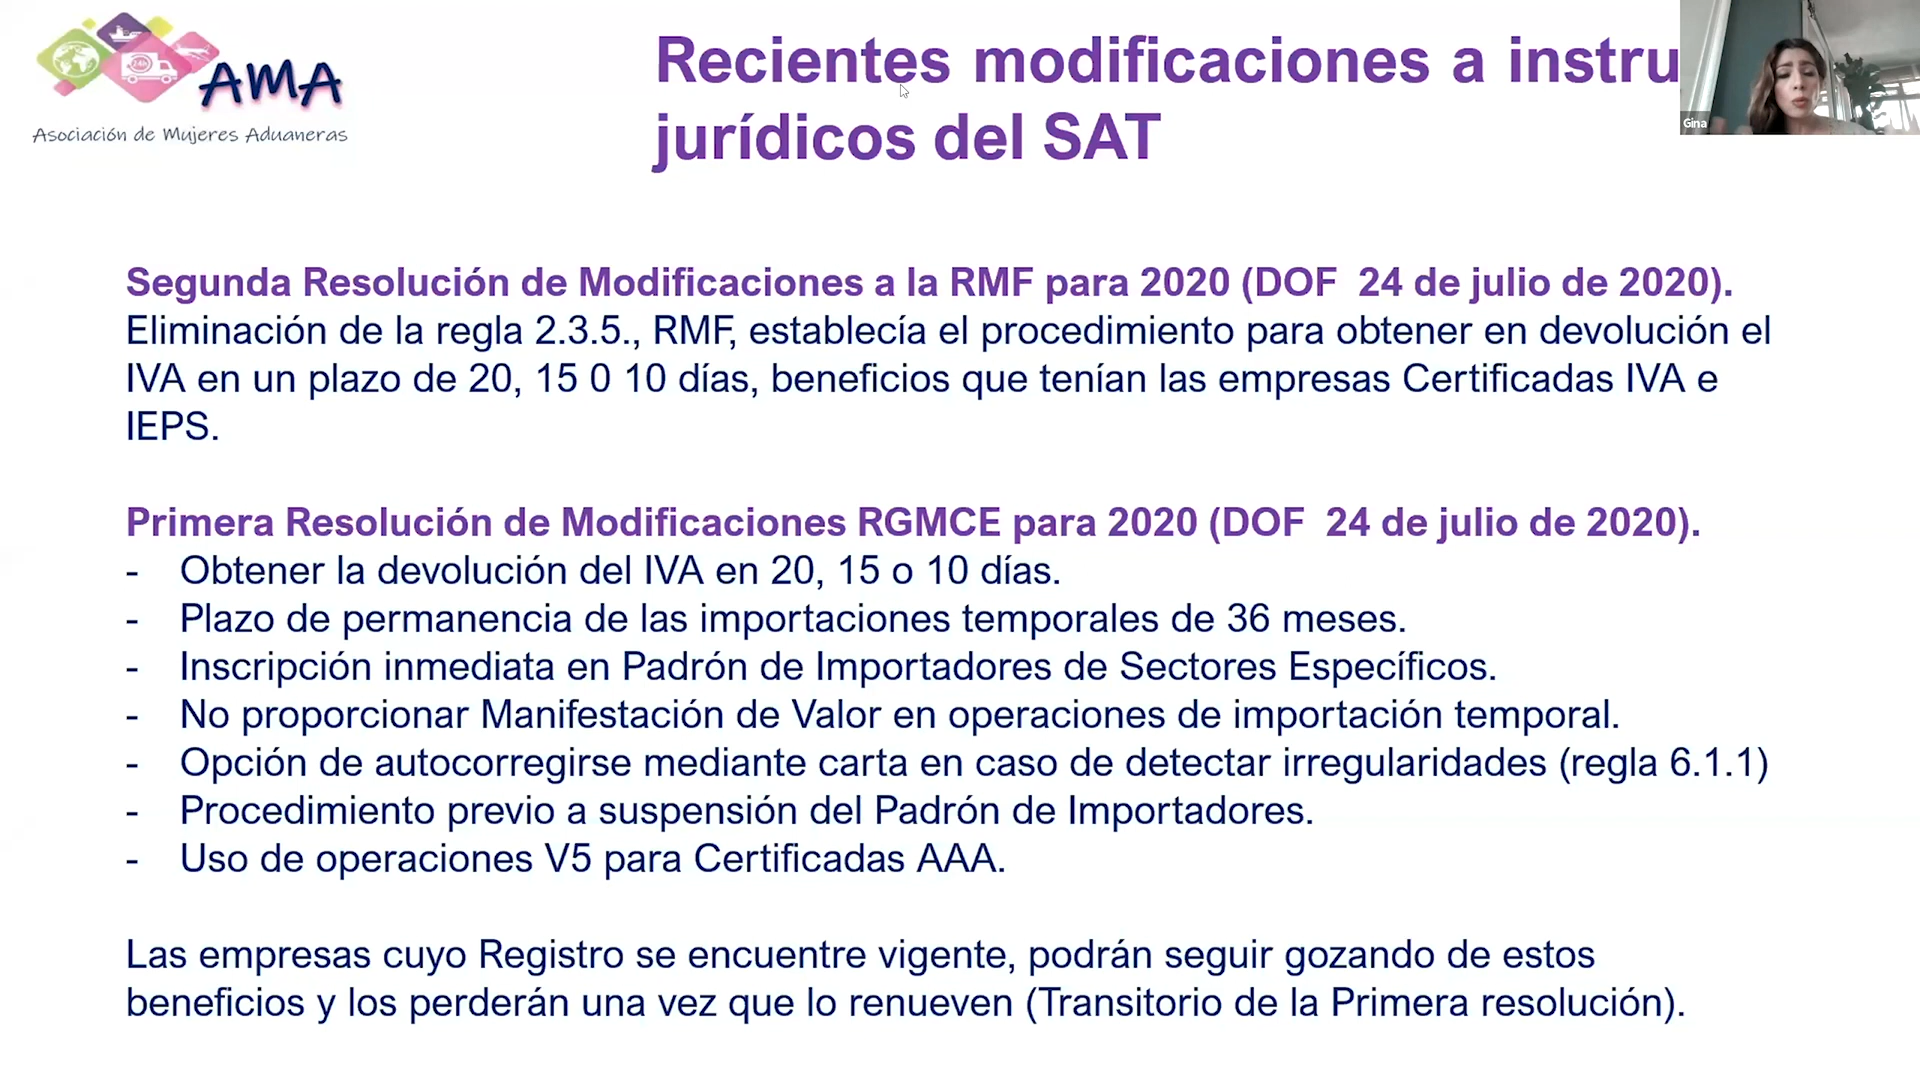 AMA
Asociación de Mujeres Aduaneras
Recientes modificaciones a instru
jurídicos del SAT
Gina
Segunda Resolución de Modificaciones a la RMF para 2020 (DOF 24 de julio de 2020).
Eliminación de la regla 2.3.5., RMF, establecía el procedimiento para obtener en devolución el
IVA en un plazo de 20, 15 0 10 días, beneficios que tenían las empresas Certificadas IVA e
IEPS.
Primera Resolución de Modificaciones RGMCE para 2020 (DOF 24 de julio de 2020).
- Obtener la devolución del IVA en 20, 15 o 10 días.
- Plazo de permanencia de las importaciones temporales de 36 meses.
- Inscripción inmediata en Padrón de Importadores de Sectores Específicos.
- No proporcionar Manifestación de Valor en operaciones de importación temporal.
- Opción de autocorregirse mediante carta en caso de detectar irregularidades (regla 6.1.1)
- Procedimiento previo a suspensión del Padrón de Importadores.
- Uso de operaciones V5 para Certificadas AAA.
Las empresas cuyo Registro se encuentre vigente, podrán seguir gozando de estos
beneficios y los perderán una vez que lo renueven (Transitorio de la Primera resolución).